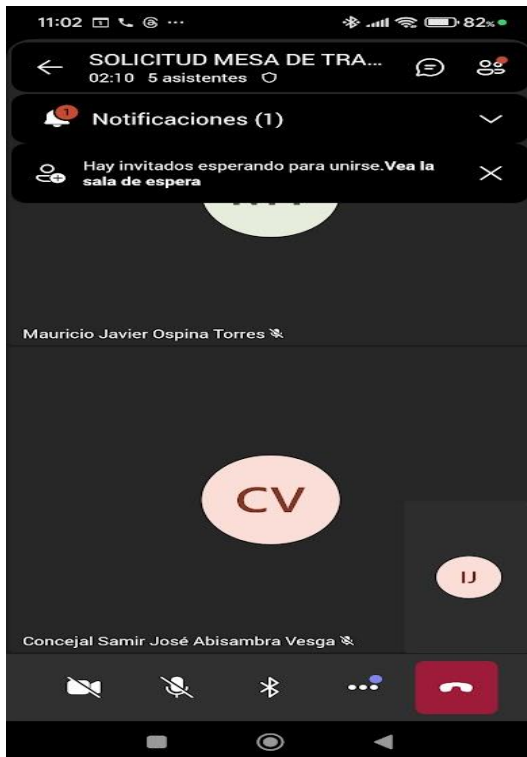 11:02 82%
SOLICITUD MESA DE TRA...
02:10 5 asistentes
1
Notificaciones (1)
Hay invitados esperando para unirse.Vea la
sala de espera
Mauricio Javier Ospina Torres
CV
IJ
Concejal Samir José Abisambra Vesga